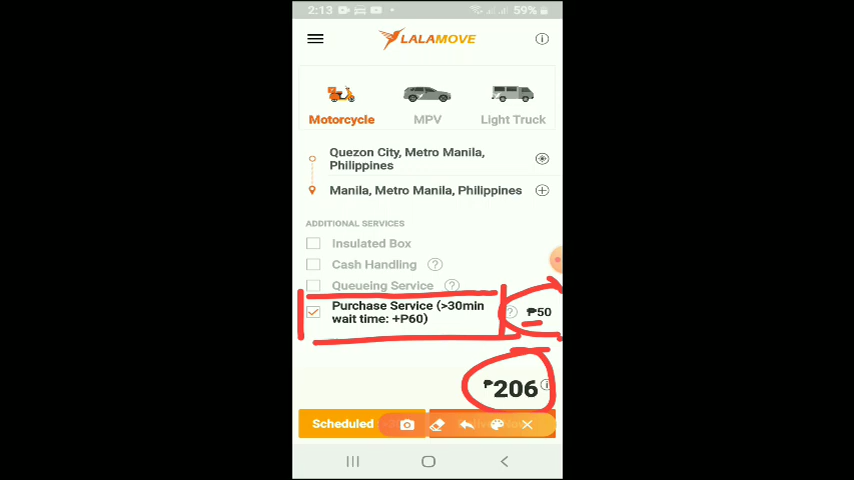 2:13
59%
LALAMOVE
Motorcycle
MPV
Light Truck
Quezon City, Metro Manila,
Philippines
Manila, Metro Manila, Philippines
ADDITIONAL SERVICES
Insulated Box
Cash Handling
Queueing Service
Purchase Service (>30min
wait time: +P60)
₱50
₱206
Scheduled